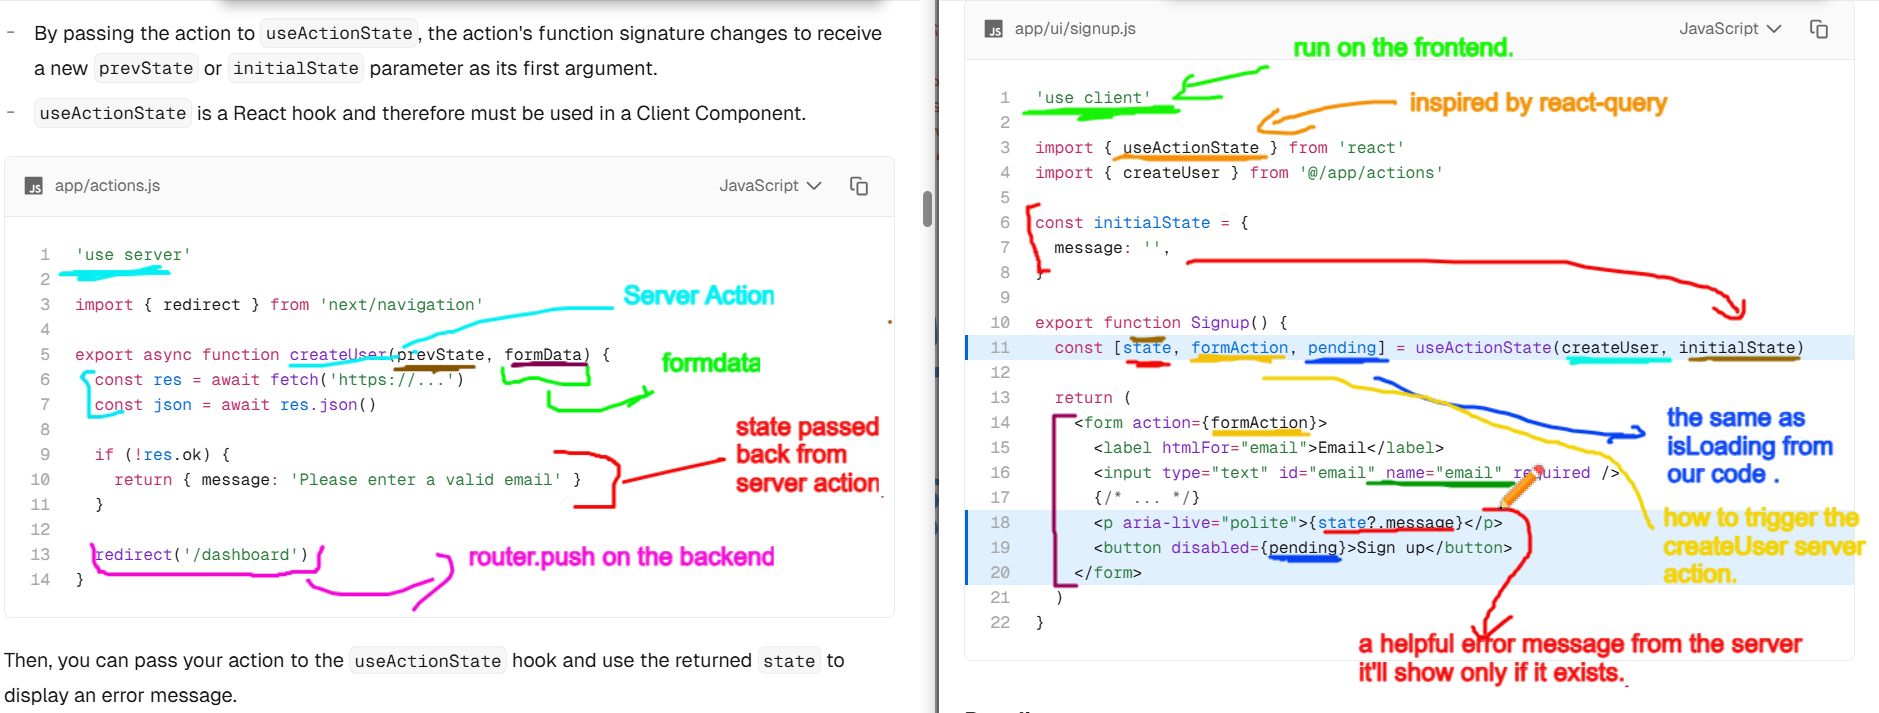 - By passing the action to useActionState, the action's function signature changes to receive
a new prevState or initialState parameter as its first argument.
- useActionState is a React hook and therefore must be used in a Client Component.
JS app/actions.js JavaScript
1 'use server'
2
3 import { redirect } from 'next/navigation'
Server Action
4
5 export async function createUser(prevState, formData) {
formdata
6 const res = await fetch('https://...')
7 const json = await res.json()
8
state passed
back from
server action.
9 if (!res.ok) {
10 return { message: 'Please enter a valid email' }
11 }
12
13 redirect('/dashboard')
router.push on the backend
14 }
Then, you can pass your action to the useActionState hook and use the returned state to
display an error message.
JS app/ui/signup.js JavaScript
run on the frontend.
1 'use client'
inspired by react-query
2
3 import { useActionState } from 'react'
4 import { createUser } from '@/app/actions'
5
6 const initialState = {
7 message: '',
8 }
9
10 export function Signup() {
11 const [state, formAction, pending] = useActionState(createUser, initialState)
12
13 return (
14 <form action={formAction}>
15 <label htmlFor="email">Email</label>
16 <input type="text" id="email" name="email" required />
17 {/* ... */}
18 <p aria-live="polite">{state?.message}</p>
19 <button disabled={pending}>Sign up</button>
20 </form>
21 )
22 }
the same as
isLoading from
our code .
how to trigger the
createUser server
action.
a helpful error message from the server
it'll show only if it exists.